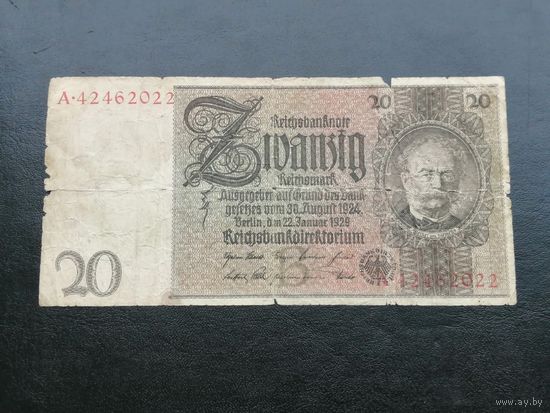 A·42462022
20 20
Reichsbanknote
Zwanzig
Reichsmark
Ausgegeben auf Grund des Bank-
gesetzes vom 30. August 1924
Berlin, den 22. Januar 1929
Reichsbankdirektorium
20
A·42462022
www.ay.by